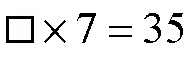 □ × 7 = 35